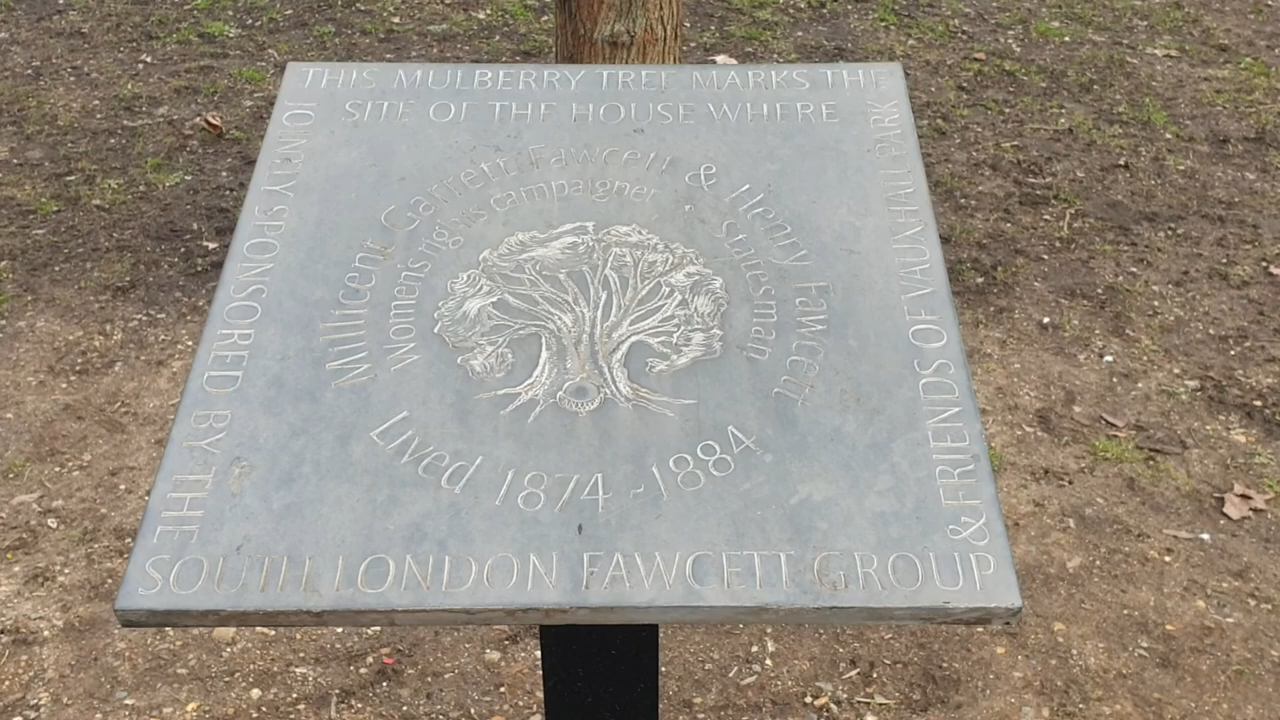 THIS MULBERRY TREE MARKS THE
SITE OF THE HOUSE WHERE
Millicent Garrett Fawcett & Henry Fawcett
Women's rights campaigner Statesman
Lived 1874 - 1884
JOINTLY SPONSORED BY THE
SOUTH LONDON FAWCETT GROUP
& FRIENDS OF VAUXHALL PARK